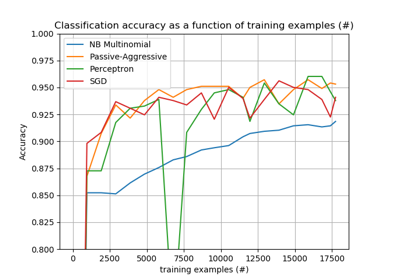 Classification accuracy as a function of training examples (#)
1.000
0.975
0.950
0.925
0.900
0.875
0.850
0.825
0.800
Accuracy
NB Multinomial
Passive-Aggressive
Perceptron
SGD
0 2500 5000 7500 10000 12500 15000 17500
training examples (#)